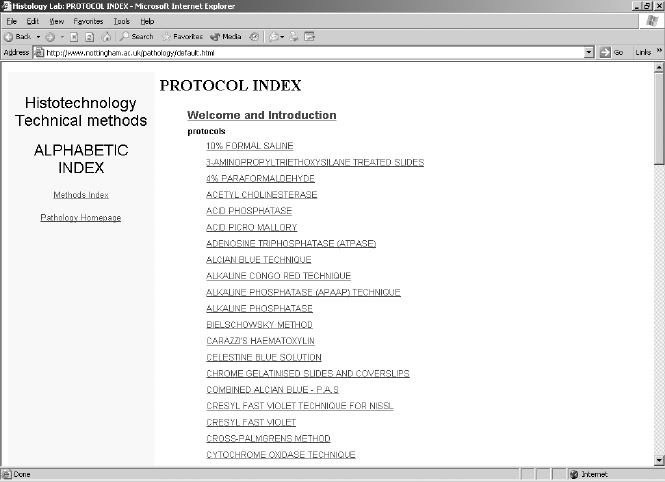 Histology Lab: PROTOCOL INDEX - Microsoft Internet Explorer
File Edit View Favorites Tools Help
Back Search Favorites Media
Address http://www.nottingham.ac.uk/pathology/default.html Go Links »
Histotechnology
Technical methods
ALPHABETIC
INDEX
Methods Index
Pathology Homepage
PROTOCOL INDEX
Welcome and Introduction
protocols
10% FORMAL SALINE
3-AMINOPROPYLTRIETHOXYSILANE TREATED SLIDES
4% PARAFORMALDEHYDE
ACETYL CHOLINESTERASE
ACID PHOSPHATASE
ACID PICRO MALLORY
ADENOSINE TRIPHOSPHATASE (ATPASE)
ALCIAN BLUE TECHNIQUE
ALKALINE CONGO RED TECHNIQUE
ALKALINE PHOSPHATASE (APAAP) TECHNIQUE
ALKALINE PHOSPHATASE
BIELSCHOWSKY METHOD
CARAZZI'S HAEMATOXYLIN
CELESTINE BLUE SOLUTION
CHROME GELATINISED SLIDES AND COVERSLIPS
COMBINED ALCIAN BLUE - P.A.S
CRESYL FAST VIOLET TECHNIQUE FOR NISSL
CRESYL FAST VIOLET
CROSS-PALMGRENS METHOD
CYTOCHROME OXIDASE TECHNIQUE
Done Internet